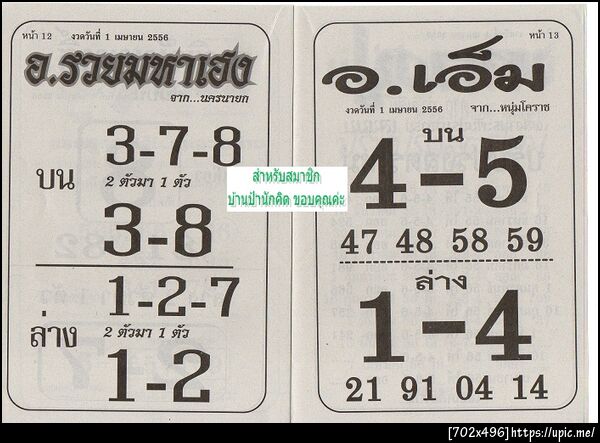 หน้า 12
งวดวันที่ 1 เมษายน 2556
อ.รวยมหาเฮง
จาก...นครนายก
บน
3-7-8
2 ตัวมา 1 ตัว
3-8
ล่าง
1-2-7
2 ตัวมา 1 ตัว
1-2
สำหรับสมาชิก
บ้านป้านักคิด ขอบคุณค่ะ
หน้า 13
อ.เอ็ม
งวดวันที่ 1 เมษายน 2556
จาก...หนุ่มโคราช
บน
4-5
47 48 58 59
ล่าง
1-4
21 91 04 14
[702x496]https://upic.me/